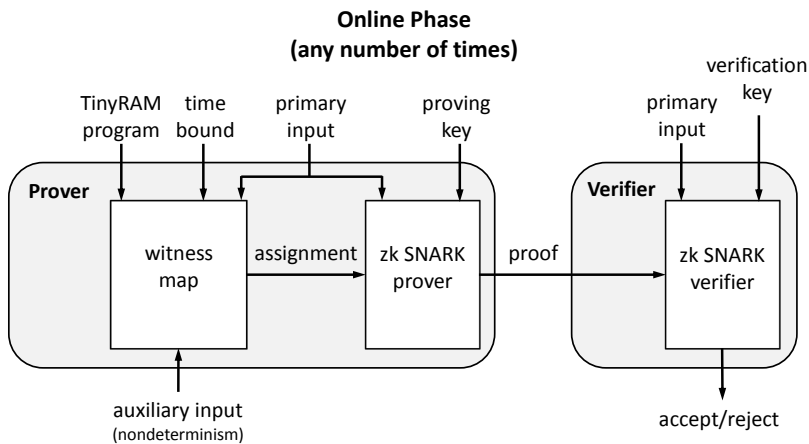 Online Phase
(any number of times)
TinyRAM
program
time
bound
primary
input
proving
key
primary
input
verification
key
Prover
Verifier
witness
map
assignment
zk SNARK
prover
proof
zk SNARK
verifier
auxiliary input
(nondeterminism)
accept/reject